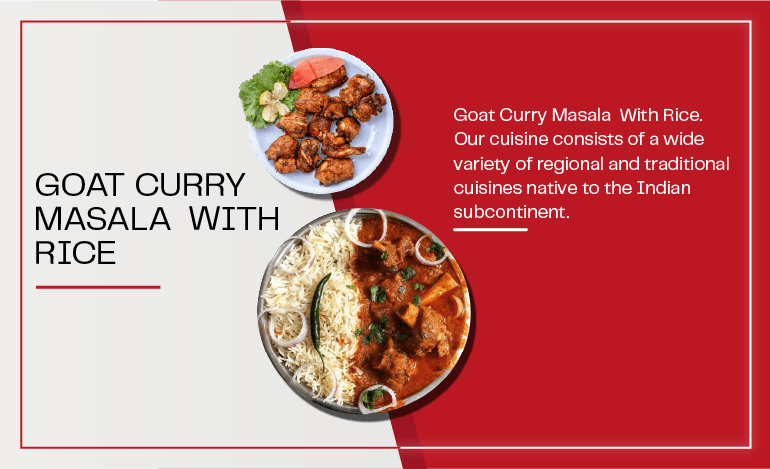 GOAT CURRY
MASALA  WITH
RICE
Goat Curry Masala  With Rice.
Our cuisine consists of a wide
variety of regional and traditional
cuisines native to the Indian
subcontinent.